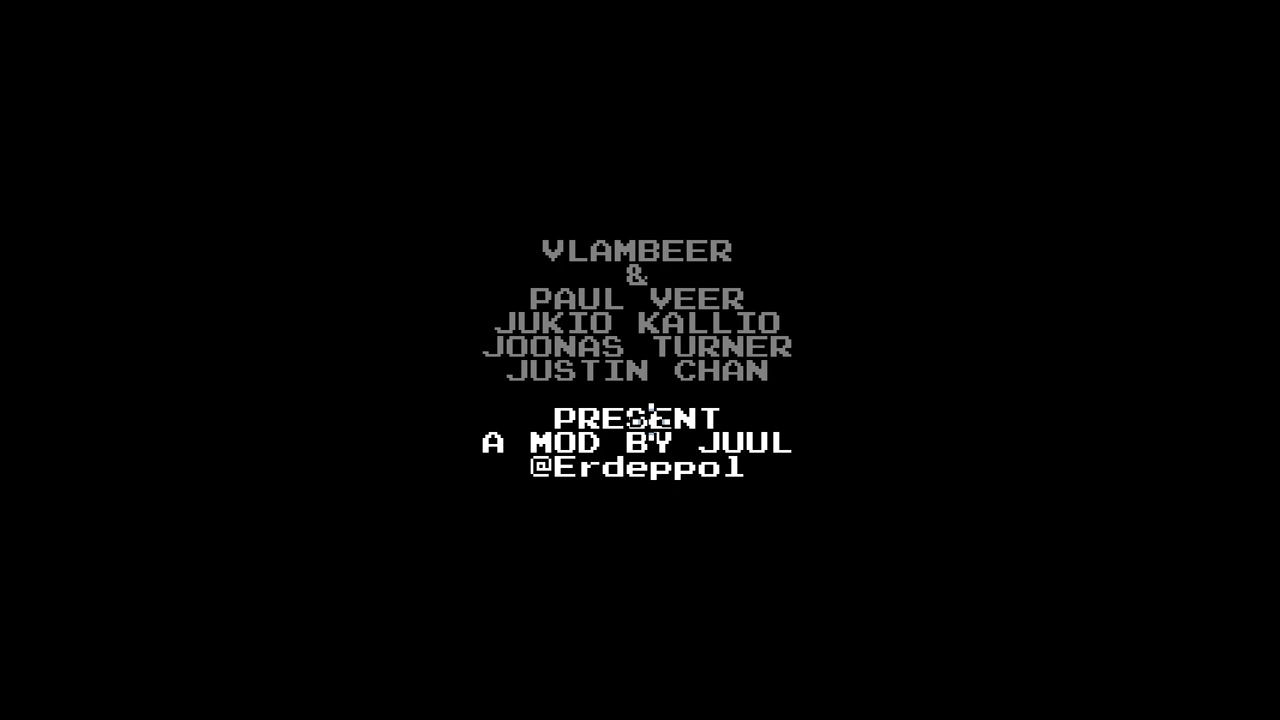 VLAMBEER
&
PAUL VEER
JUKIO KALLIO
JOONAS TURNER
JUSTIN CHAN
PRESENT
A MOD BY JUUL
@Erdeppol